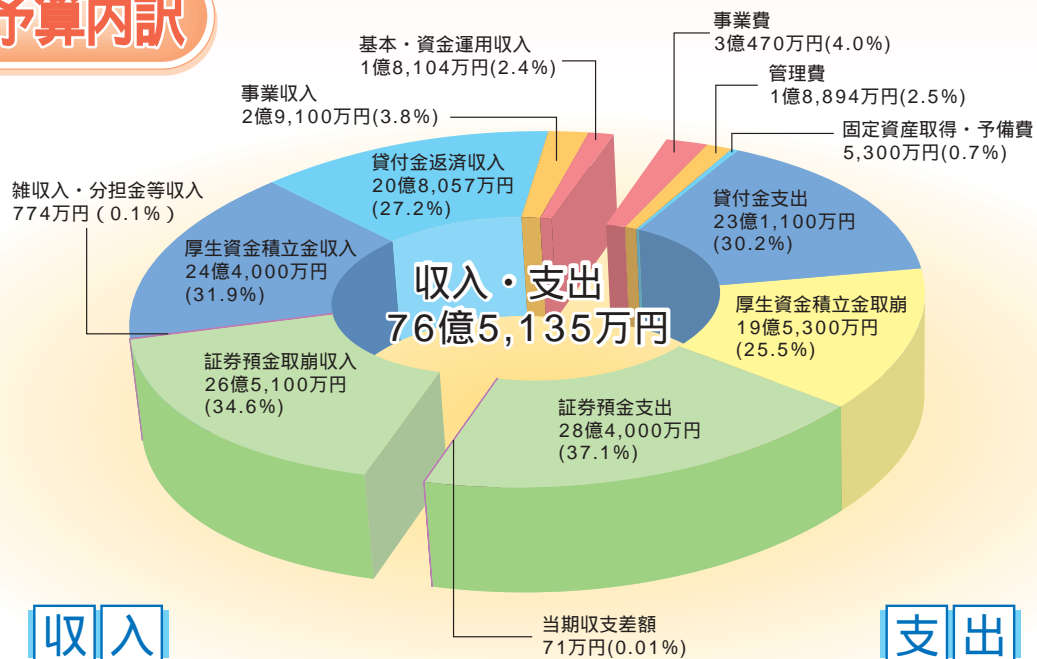 予算内訳
基本・資金運用収入
1億8,104万円(2.4%)
事業収入
2億9,100万円(3.8%)
貸付金返済収入
20億8,057万円
(27.2%)
雑収入・分担金等収入
774万円(0.1%)
厚生資金積立金収入
24億4,000万円
(31.9%)
証券預金取崩収入
26億5,100万円
(34.6%)
収入・支出
76億5,135万円
事業費
3億470万円(4.0%)
管理費
1億8,894万円(2.5%)
固定資産取得・予備費
5,300万円(0.7%)
貸付金支出
23億1,100万円
(30.2%)
厚生資金積立金取崩
19億5,300万円
(25.5%)
証券預金支出
28億4,000万円
(37.1%)
当期収支差額
71万円(0.01%)
収入
支出